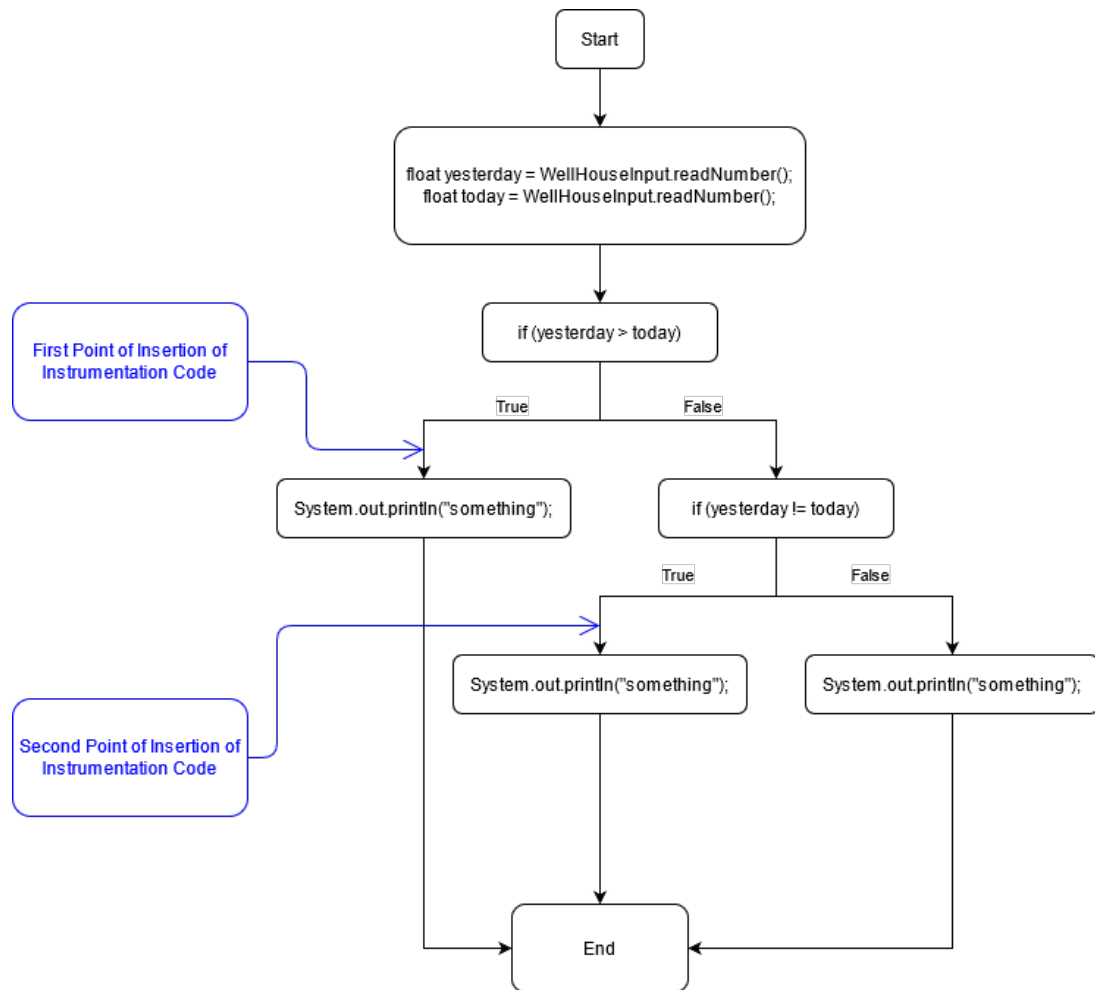 Start
float yesterday = WellHouseInput.readNumber();
float today = WellHouseInput.readNumber();
if (yesterday > today)
First Point of Insertion of
Instrumentation Code
True
False
System.out.println("something");
if (yesterday != today)
True
False
System.out.println("something");
System.out.println("something");
Second Point of Insertion of
Instrumentation Code
End